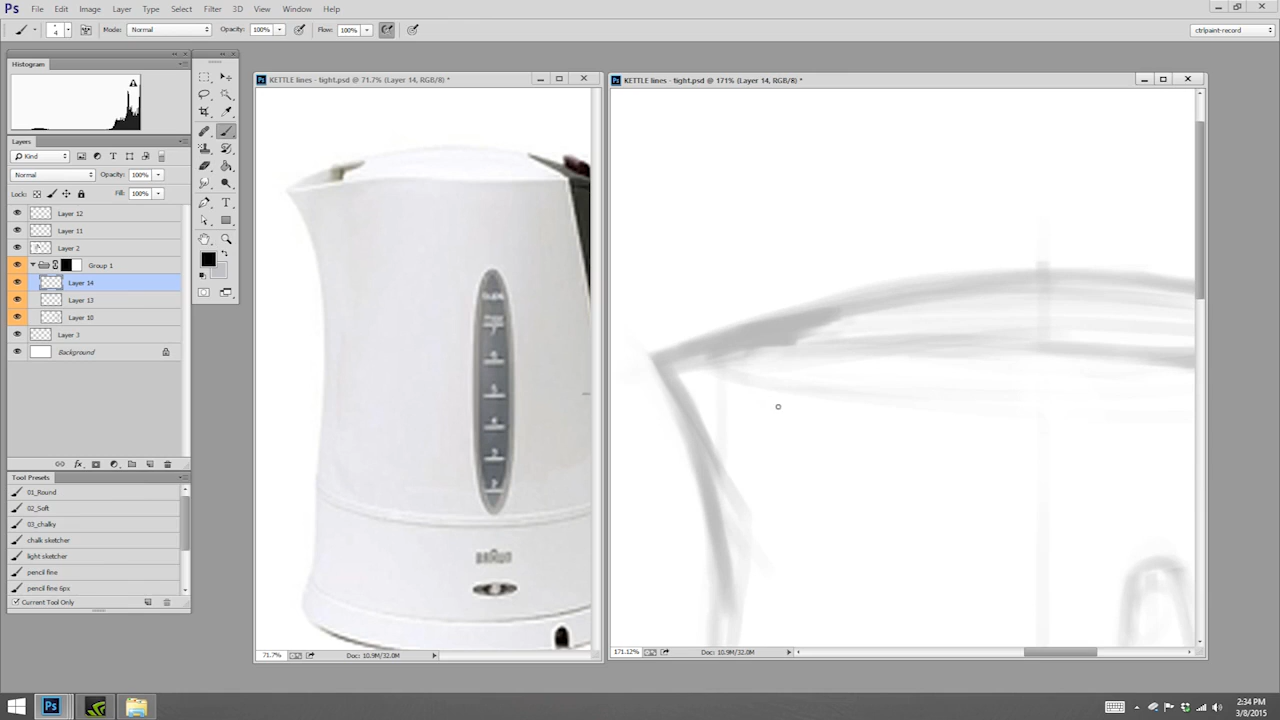 Ps File Edit Image Layer Type Select Filter 3D View Window Help
4 Mode: Normal Opacity: 100% Flow: 100% ctrlpaint-record
Histogram
Layers
Kind
Normal Opacity: 100%
Lock: Fill: 100%
Layer 12
Layer 11
Layer 2
Group 1
Layer 14
Layer 13
Layer 10
Layer 3
Background
Tool Presets
01_Round
02_Soft
03_chalky
chalk sketcher
light sketcher
pencil fine
pencil fine 6px
Current Tool Only
KETTLE lines - tight.psd @ 71.7% (Layer 14, RGB/8) *
BRAUN
71.7% Doc: 10.9M/32.0M
KETTLE lines - tight.psd @ 171% (Layer 14, RGB/8) *
171.12% Doc: 10.9M/32.0M
Ps
2:34 PM
3/8/2015